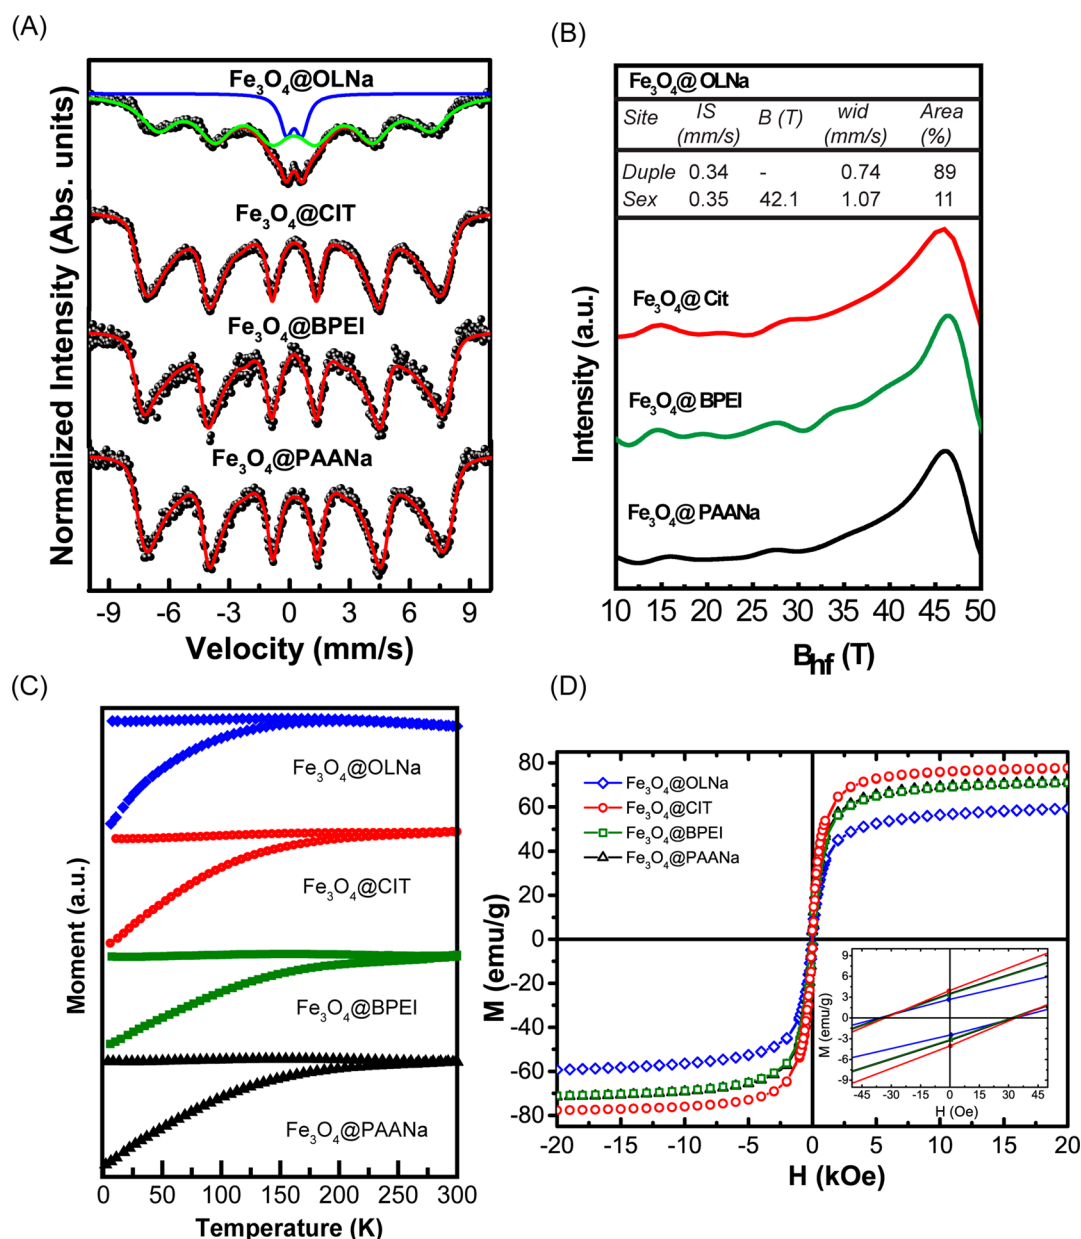 (A)
Normalized Intensity (Abs. units)
Fe3O4@OLNa
Fe3O4@CIT
Fe3O4@BPEI
Fe3O4@PAANa
-9 -6 -3 0 3 6 9
Velocity (mm/s)
(B)
Intensity (a.u.)
Fe3O4@OLNa
Site IS (mm/s) B (T) wid (mm/s) Area (%)
Duple 0.34 - 0.74 89
Sex 0.35 42.1 1.07 11
Fe3O4@Cit
Fe3O4@BPEI
Fe3O4@PAANa
10 15 20 25 30 35 40 45 50
Bhf (T)
(C)
Moment (a.u.)
Fe3O4@OLNa
Fe3O4@CIT
Fe3O4@BPEI
Fe3O4@PAANa
0 50 100 150 200 250 300
Temperature (K)
(D)
M (emu/g)
80
60
40
20
0
-20
-40
-60
-80
Fe3O4@OLNa
Fe3O4@CIT
Fe3O4@BPEI
Fe3O4@PAANa
M (emu/g)
9
6
3
0
-3
-6
-9
-45 -30 -15 0 15 30 45
H (Oe)
-20 -15 -10 -5 0 5 10 15 20
H (kOe)